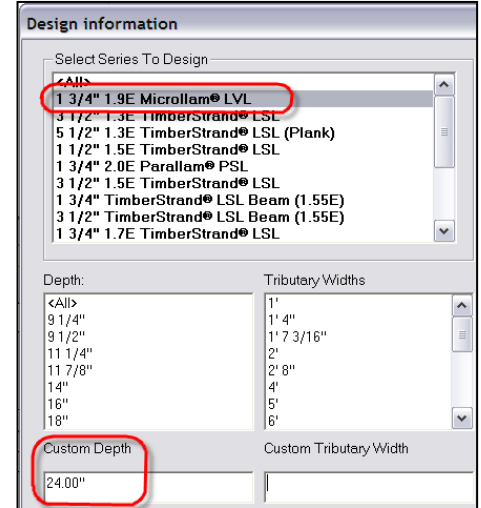 Design information
Select Series To Design
<All>
1 3/4" 1.9E Microllam® LVL
3 1/2" 1.3E TimberStrand® LSL
5 1/2" 1.3E TimberStrand® LSL (Plank)
1 1/2" 1.5E TimberStrand® LSL
1 3/4" 2.0E Parallam® PSL
3 1/2" 1.5E TimberStrand® LSL
1 3/4" TimberStrand® LSL Beam (1.55E)
3 1/2" TimberStrand® LSL Beam (1.55E)
1 3/4" 1.7E TimberStrand® LSL
Depth:
<All>
9 1/4"
9 1/2"
11 1/4"
11 7/8"
14"
16"
18"
Tributary Widths
1'
1' 4"
1' 7 3/16"
2'
2' 8"
4'
5'
6'
Custom Depth
24.00"
Custom Tributary Width